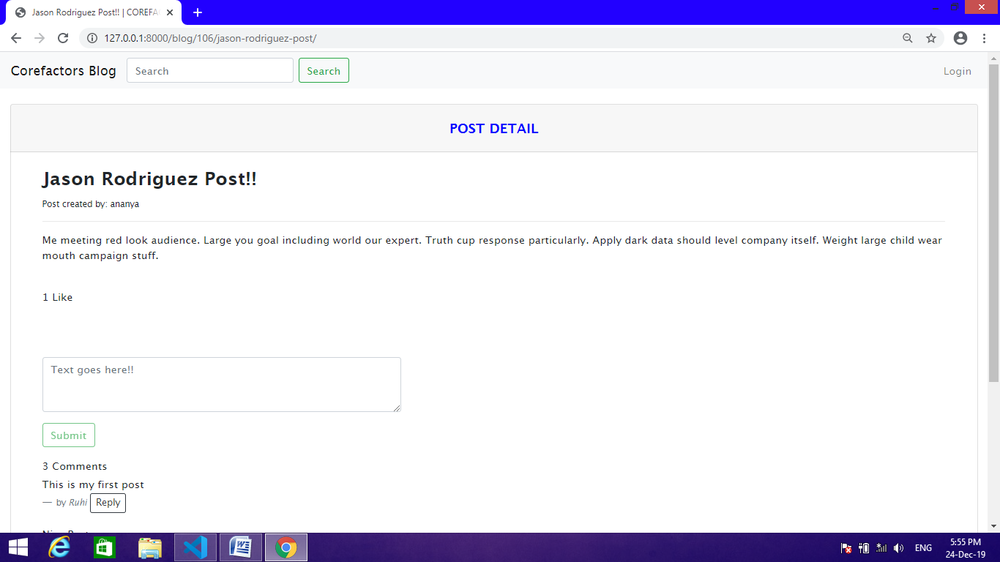 Jason Rodriguez Post!! | COREFA
127.0.0.1:8000/blog/106/jason-rodriguez-post/
Corefactors Blog Search Search Login
POST DETAIL
Jason Rodriguez Post!!
Post created by: ananya
Me meeting red look audience. Large you goal including world our expert. Truth cup response particularly. Apply dark data should level company itself. Weight large child wear
mouth campaign stuff.
1 Like
Text goes here!!
Submit
3 Comments
This is my first post
— by Ruhi Reply
ENG 5:55 PM
24-Dec-19